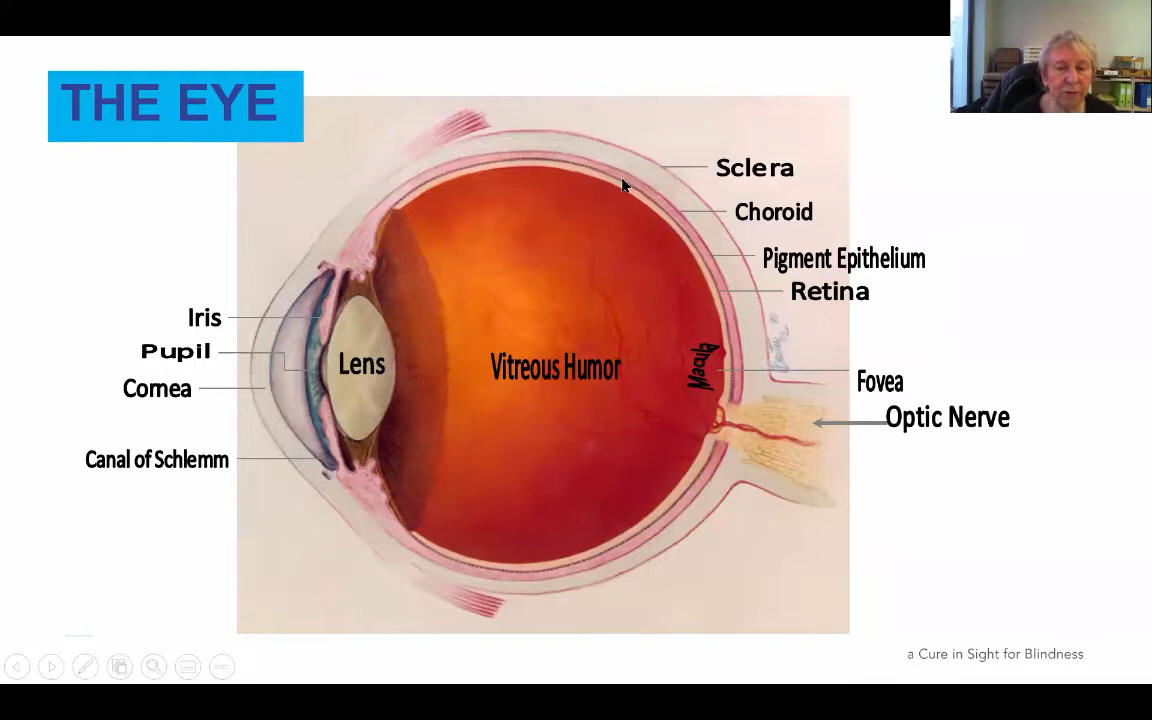 THE EYE
Sclera
Choroid
Pigment Epithelium
Retina
Iris
Pupil
Cornea
Lens
Vitreous Humor
Macula
Fovea
Optic Nerve
Canal of Schlemm
a Cure in Sight for Blindness